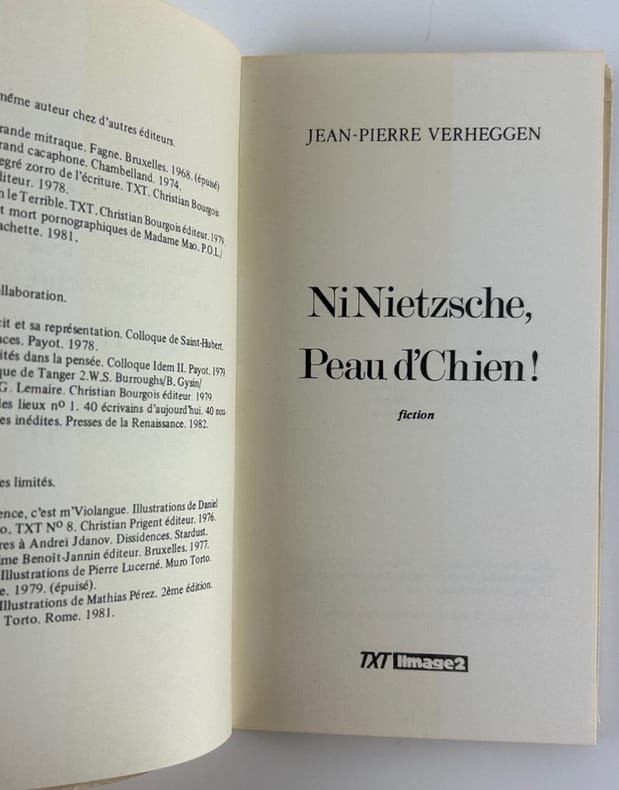 même auteur chez d'autres éditeurs.
rande mitraque. Fagne. Bruxelles. 1968. (épuisé)
rand cacaphone. Chambelland. 1974.
egré zorro de l'écriture. TXT. Christian Bourgois
diteur. 1978.
n le Terrible. TXT. Christian Bourgois éditeur. 1979.
t mort pornographiques de Madame Mao. P.O.L./
achette. 1981.
llaboration.
cit et sa représentation. Colloque de Saint-Hubert.
nces. Payot. 1978.
ités dans la pensée. Colloque Idem II. Payot. 1979.
que de Tanger 2.W.S. Burroughs/B. Gysin/
G. Lemaire. Christian Bourgois éditeur. 1979
des lieux nº 1. 40 écrivains d'aujourd'hui. 40 nou-
es inédites. Presses de la Renaissance. 1982.
es limités.
ence, c'est m'Violangue. Illustrations de Daniel
o. TXT Nº 8. Christian Prigent éditeur. 1976.
res à Andreï Jdanov. Dissidences. Stardust.
ime Benoît-Jannin éditeur. Bruxelles. 1977.
Illustrations de Pierre Lucerné. Muro Torto.
e. 1979. (épuisé).
Illustrations de Mathias Pérez. 2ème édition.
Torto. Rome. 1981.
JEAN-PIERRE VERHEGGEN
NiNietzsche,
Peau d'Chien!
fiction
TXT limage2